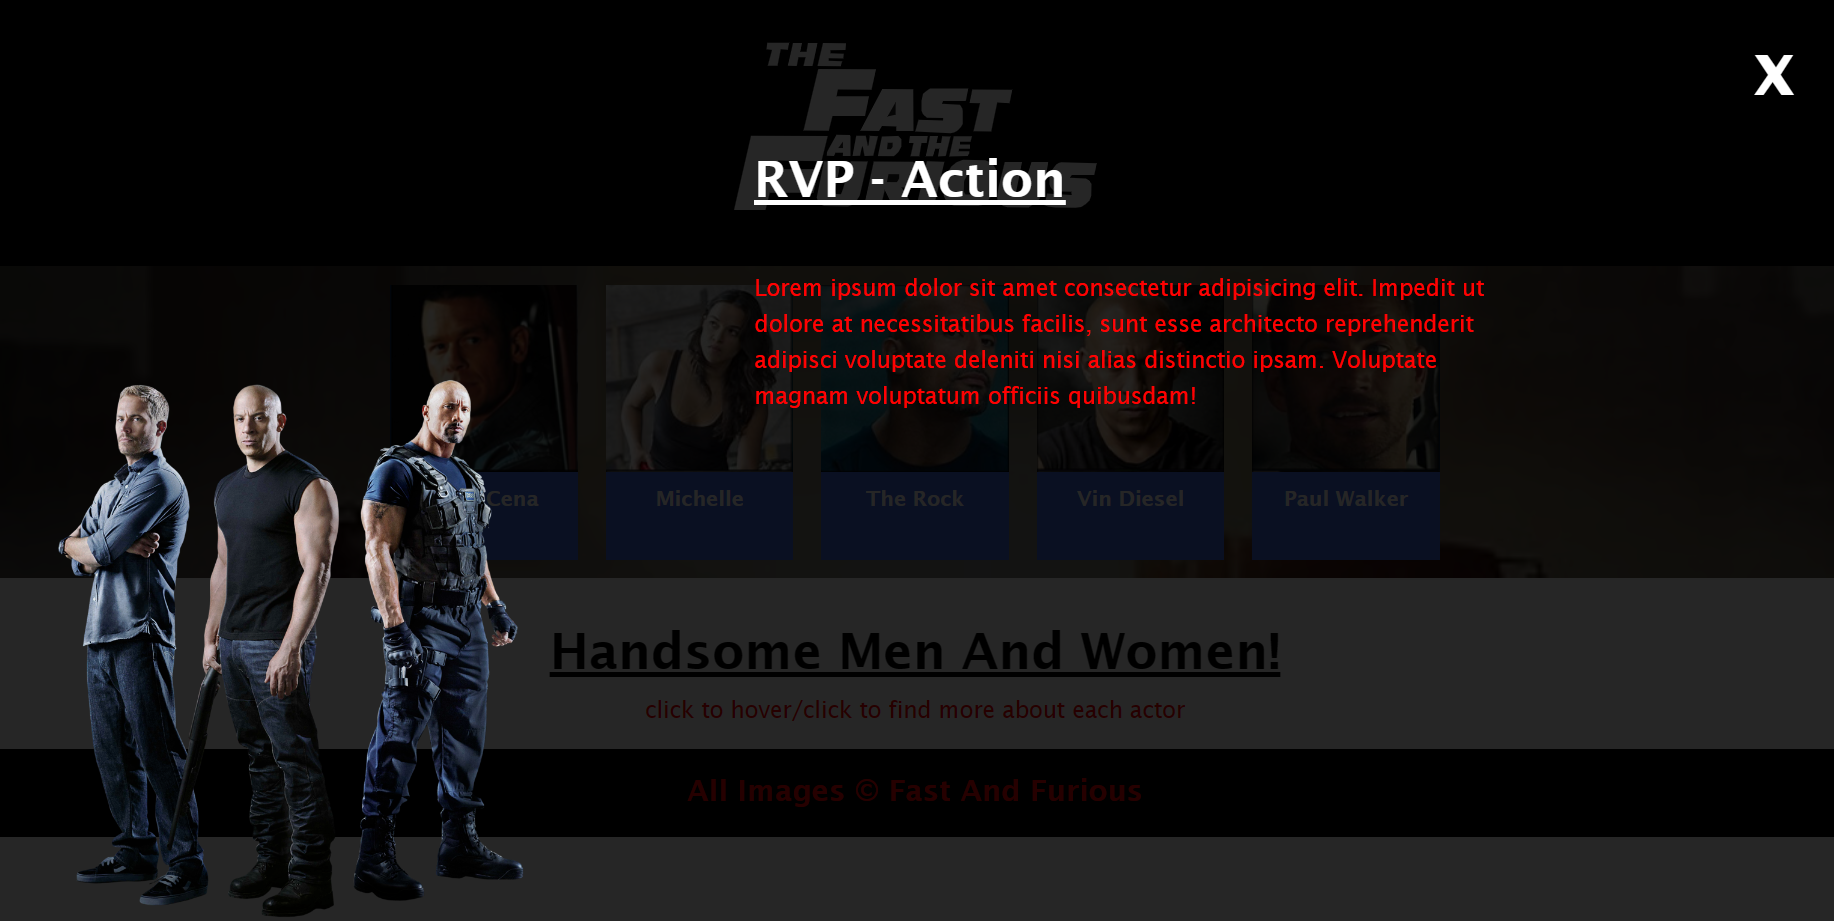 THE
FAST
AND THE
FURIOUS
X
RVP - Action
Lorem ipsum dolor sit amet consectetur adipisicing elit. Impedit ut
dolore at necessitatibus facilis, sunt esse architecto reprehenderit
adipisci voluptate deleniti nisi alias distinctio ipsam. Voluptate
magnam voluptatum officiis quibusdam!
Cena
Michelle
The Rock
Vin Diesel
Paul Walker
Handsome Men And Women!
click to hover/click to find more about each actor
All Images © Fast And Furious